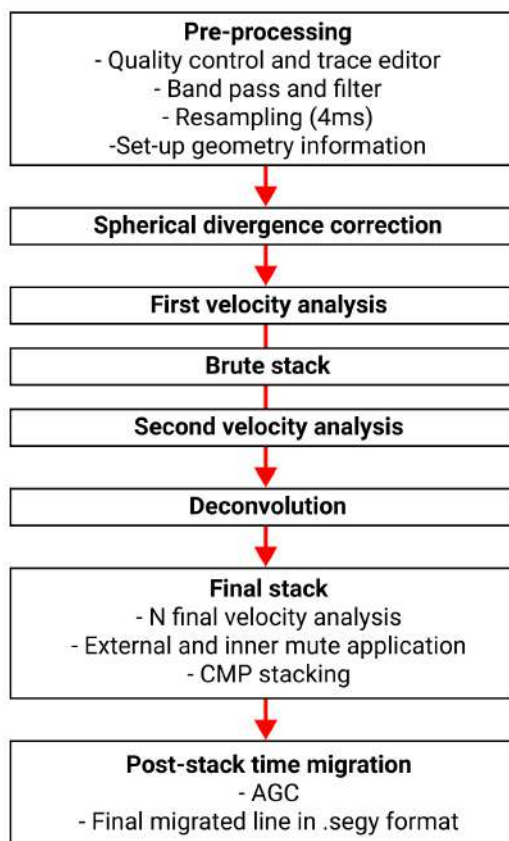 Pre-processing
- Quality control and trace editor
- Band pass and filter
- Resampling (4ms)
-Set-up geometry information
Spherical divergence correction
First velocity analysis
Brute stack
Second velocity analysis
Deconvolution
Final stack
- N final velocity analysis
- External and inner mute application
- CMP stacking
Post-stack time migration
- AGC
- Final migrated line in .segy format